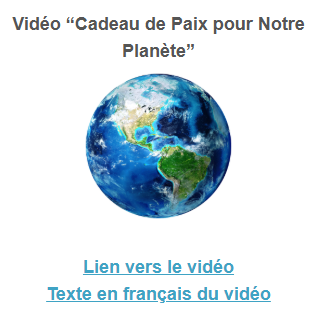 Vidéo “Cadeau de Paix pour Notre
Planète”
Lien vers le vidéo
Texte en français du vidéo